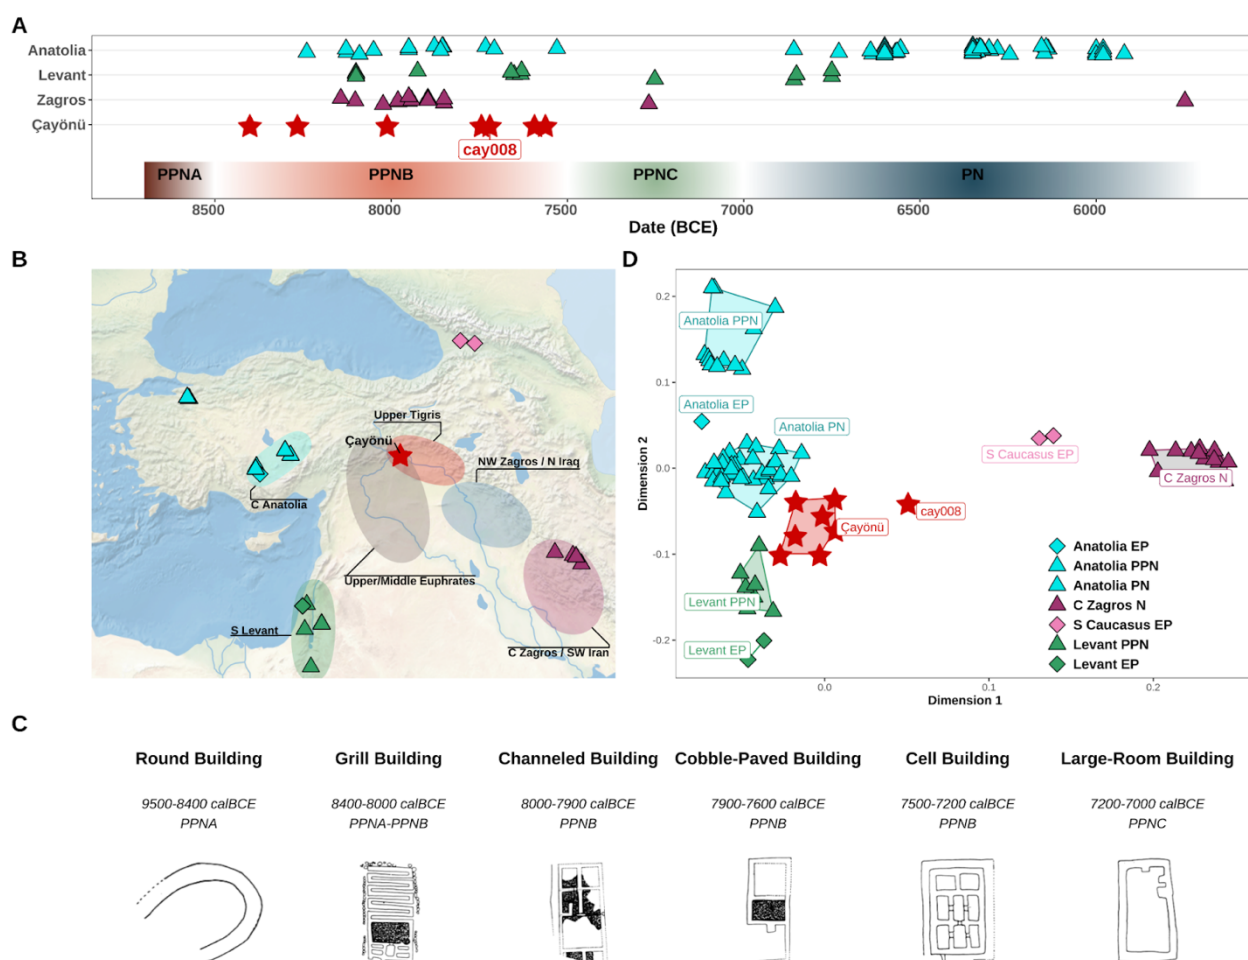 A
Anatolia
Levant
Zagros
Çayönü
cay008
PPNA
PPNB
PPNC
PN
8500
8000
7500
7000
6500
6000
Date (BCE)
B
Upper Tigris
Çayönü
NW Zagros / N Iraq
C Anatolia
Upper/Middle Euphrates
S Levant
C Zagros / SW Iran
D
Dimension 2
0.2
0.1
0.0
-0.1
-0.2
Anatolia PPN
Anatolia EP
Anatolia PN
S Caucasus EP
C Zagros N
cay008
Çayönü
Levant PPN
Levant EP
Anatolia EP
Anatolia PPN
Anatolia PN
C Zagros N
S Caucasus EP
Levant PPN
Levant EP
0.0
0.1
0.2
Dimension 1
C
Round Building
9500-8400 calBCE
PPNA
Grill Building
8400-8000 calBCE
PPNA-PPNB
Channeled Building
8000-7900 calBCE
PPNB
Cobble-Paved Building
7900-7600 calBCE
PPNB
Cell Building
7500-7200 calBCE
PPNB
Large-Room Building
7200-7000 calBCE
PPNC